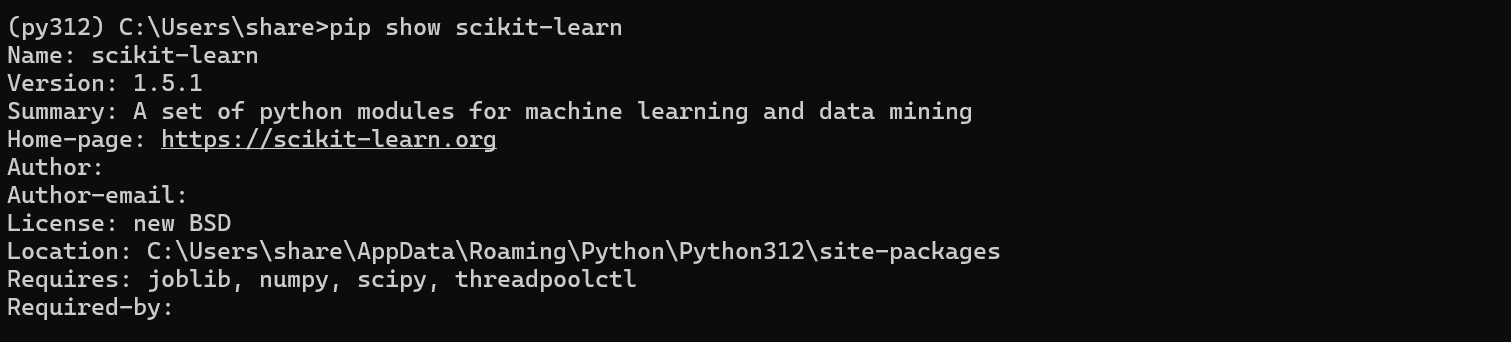 (py312) C:\Users\share>pip show scikit-learn
Name: scikit-learn
Version: 1.5.1
Summary: A set of python modules for machine learning and data mining
Home-page: https://scikit-learn.org
Author:
Author-email:
License: new BSD
Location: C:\Users\share\AppData\Roaming\Python\Python312\site-packages
Requires: joblib, numpy, scipy, threadpoolctl
Required-by: